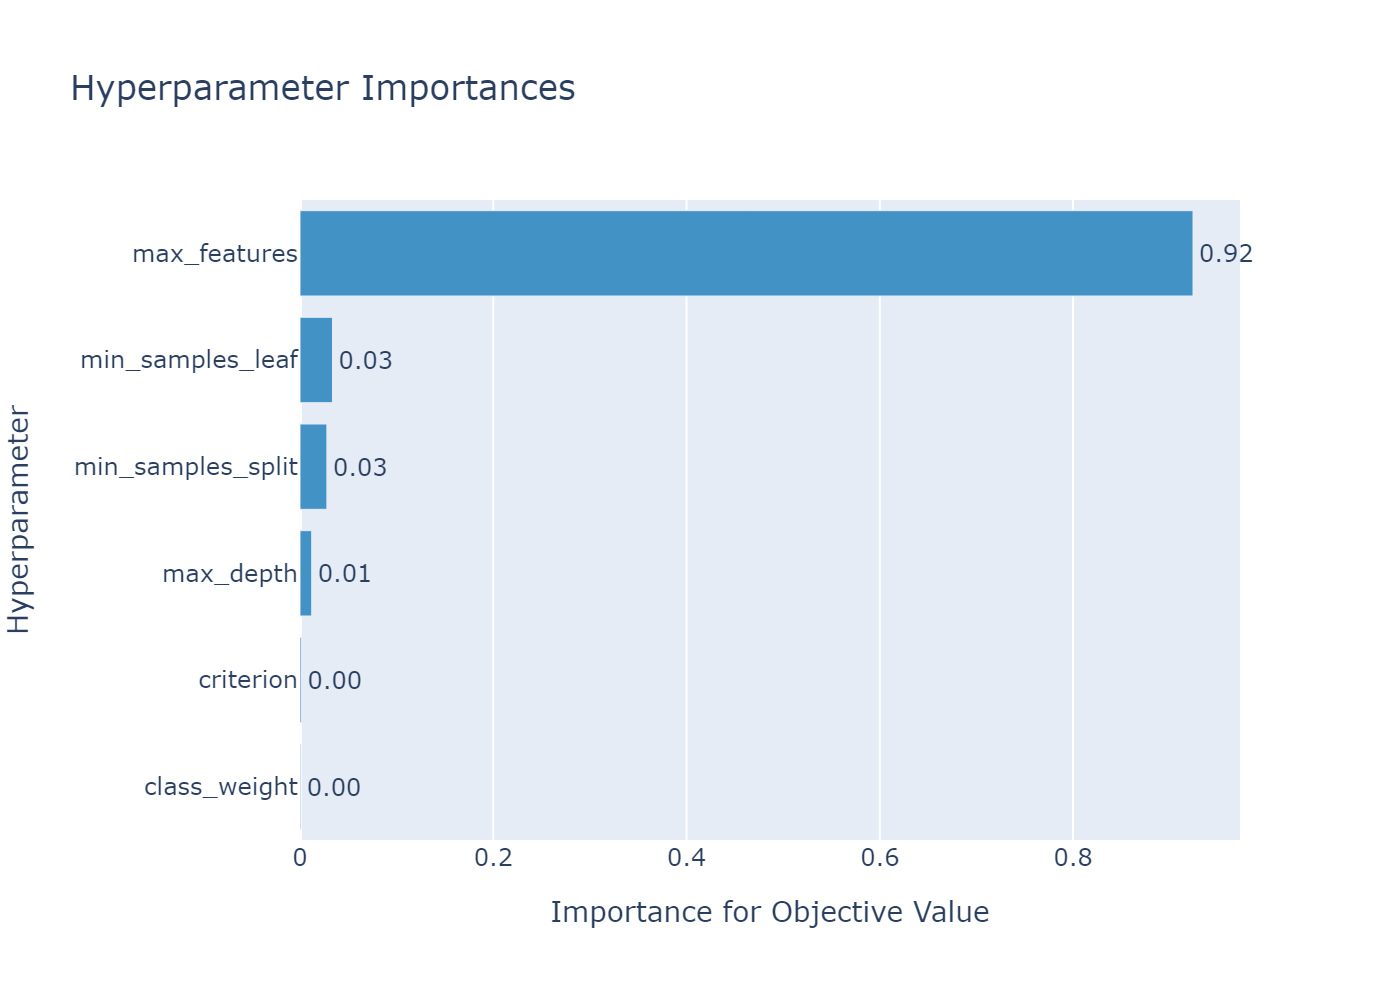 Hyperparameter Importances
Hyperparameter
max_features
0.92
min_samples_leaf
0.03
min_samples_split
0.03
max_depth
0.01
criterion
0.00
class_weight
0.00
0 0.2 0.4 0.6 0.8
Importance for Objective Value